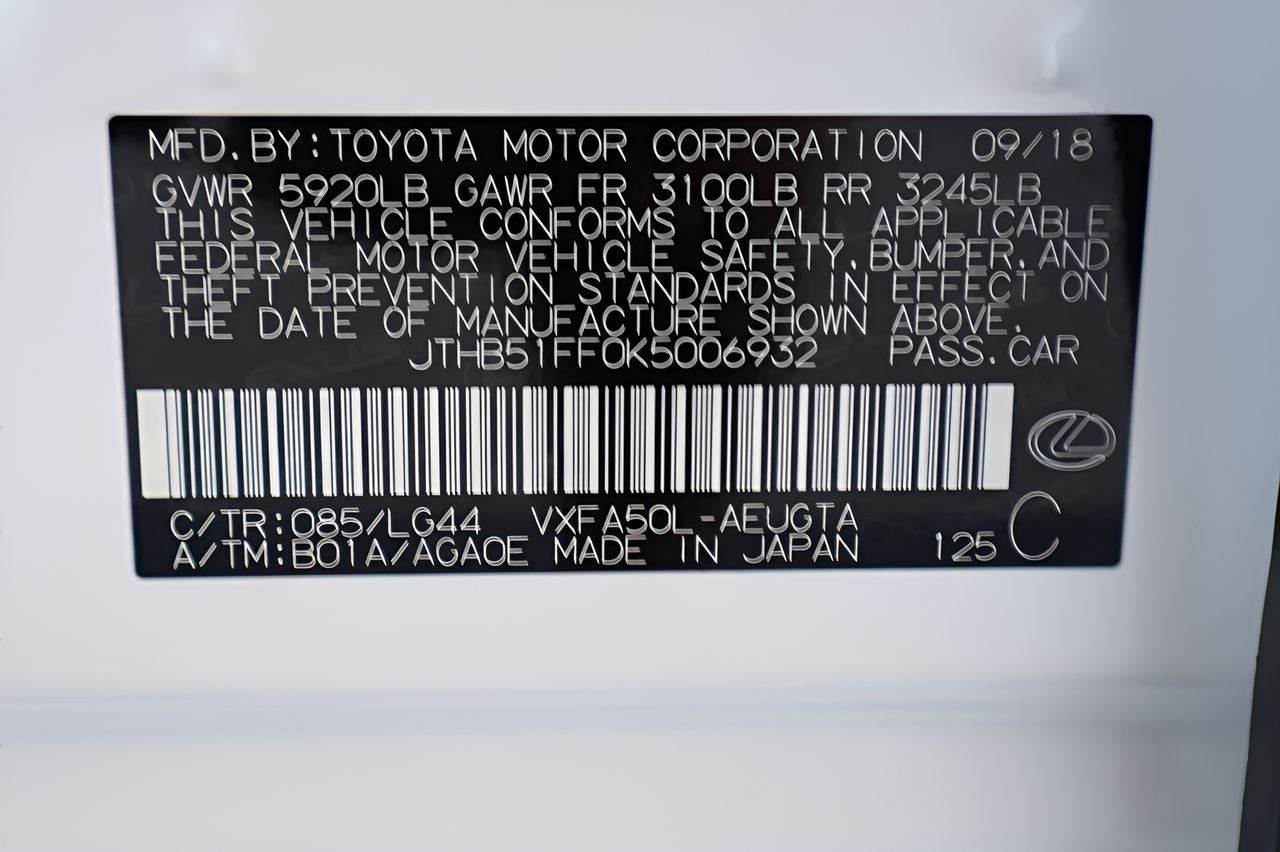 MFD.BY:TOYOTA MOTOR CORPORATION 09/18
GVWR 5920LB GAWR FR 3100LB RR 3245LB
THIS VEHICLE CONFORMS TO ALL APPLICABLE
FEDERAL MOTOR VEHICLE SAFETY,BUMPER,AND
THEFT PREVENTION STANDARDS IN EFFECT ON
THE DATE OF MANUFACTURE SHOWN ABOVE.
JTHB51FF0K5006932 PASS.CAR
C/TR:085/LG44 VXFA50L-AEUGTA
A/TM:B01A/AGA0E MADE IN JAPAN 125 C